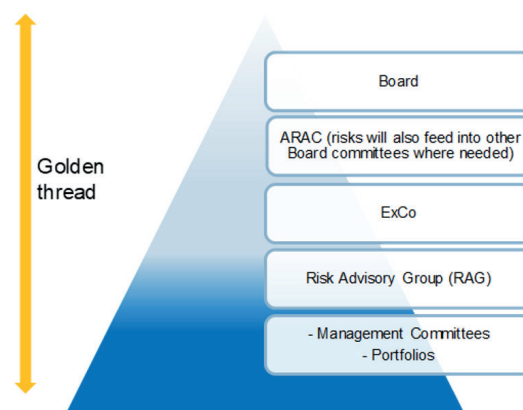 Golden
thread
Board
ARAC (risks will also feed into other
Board committees where needed)
ExCo
Risk Advisory Group (RAG)
- Management Committees
- Portfolios